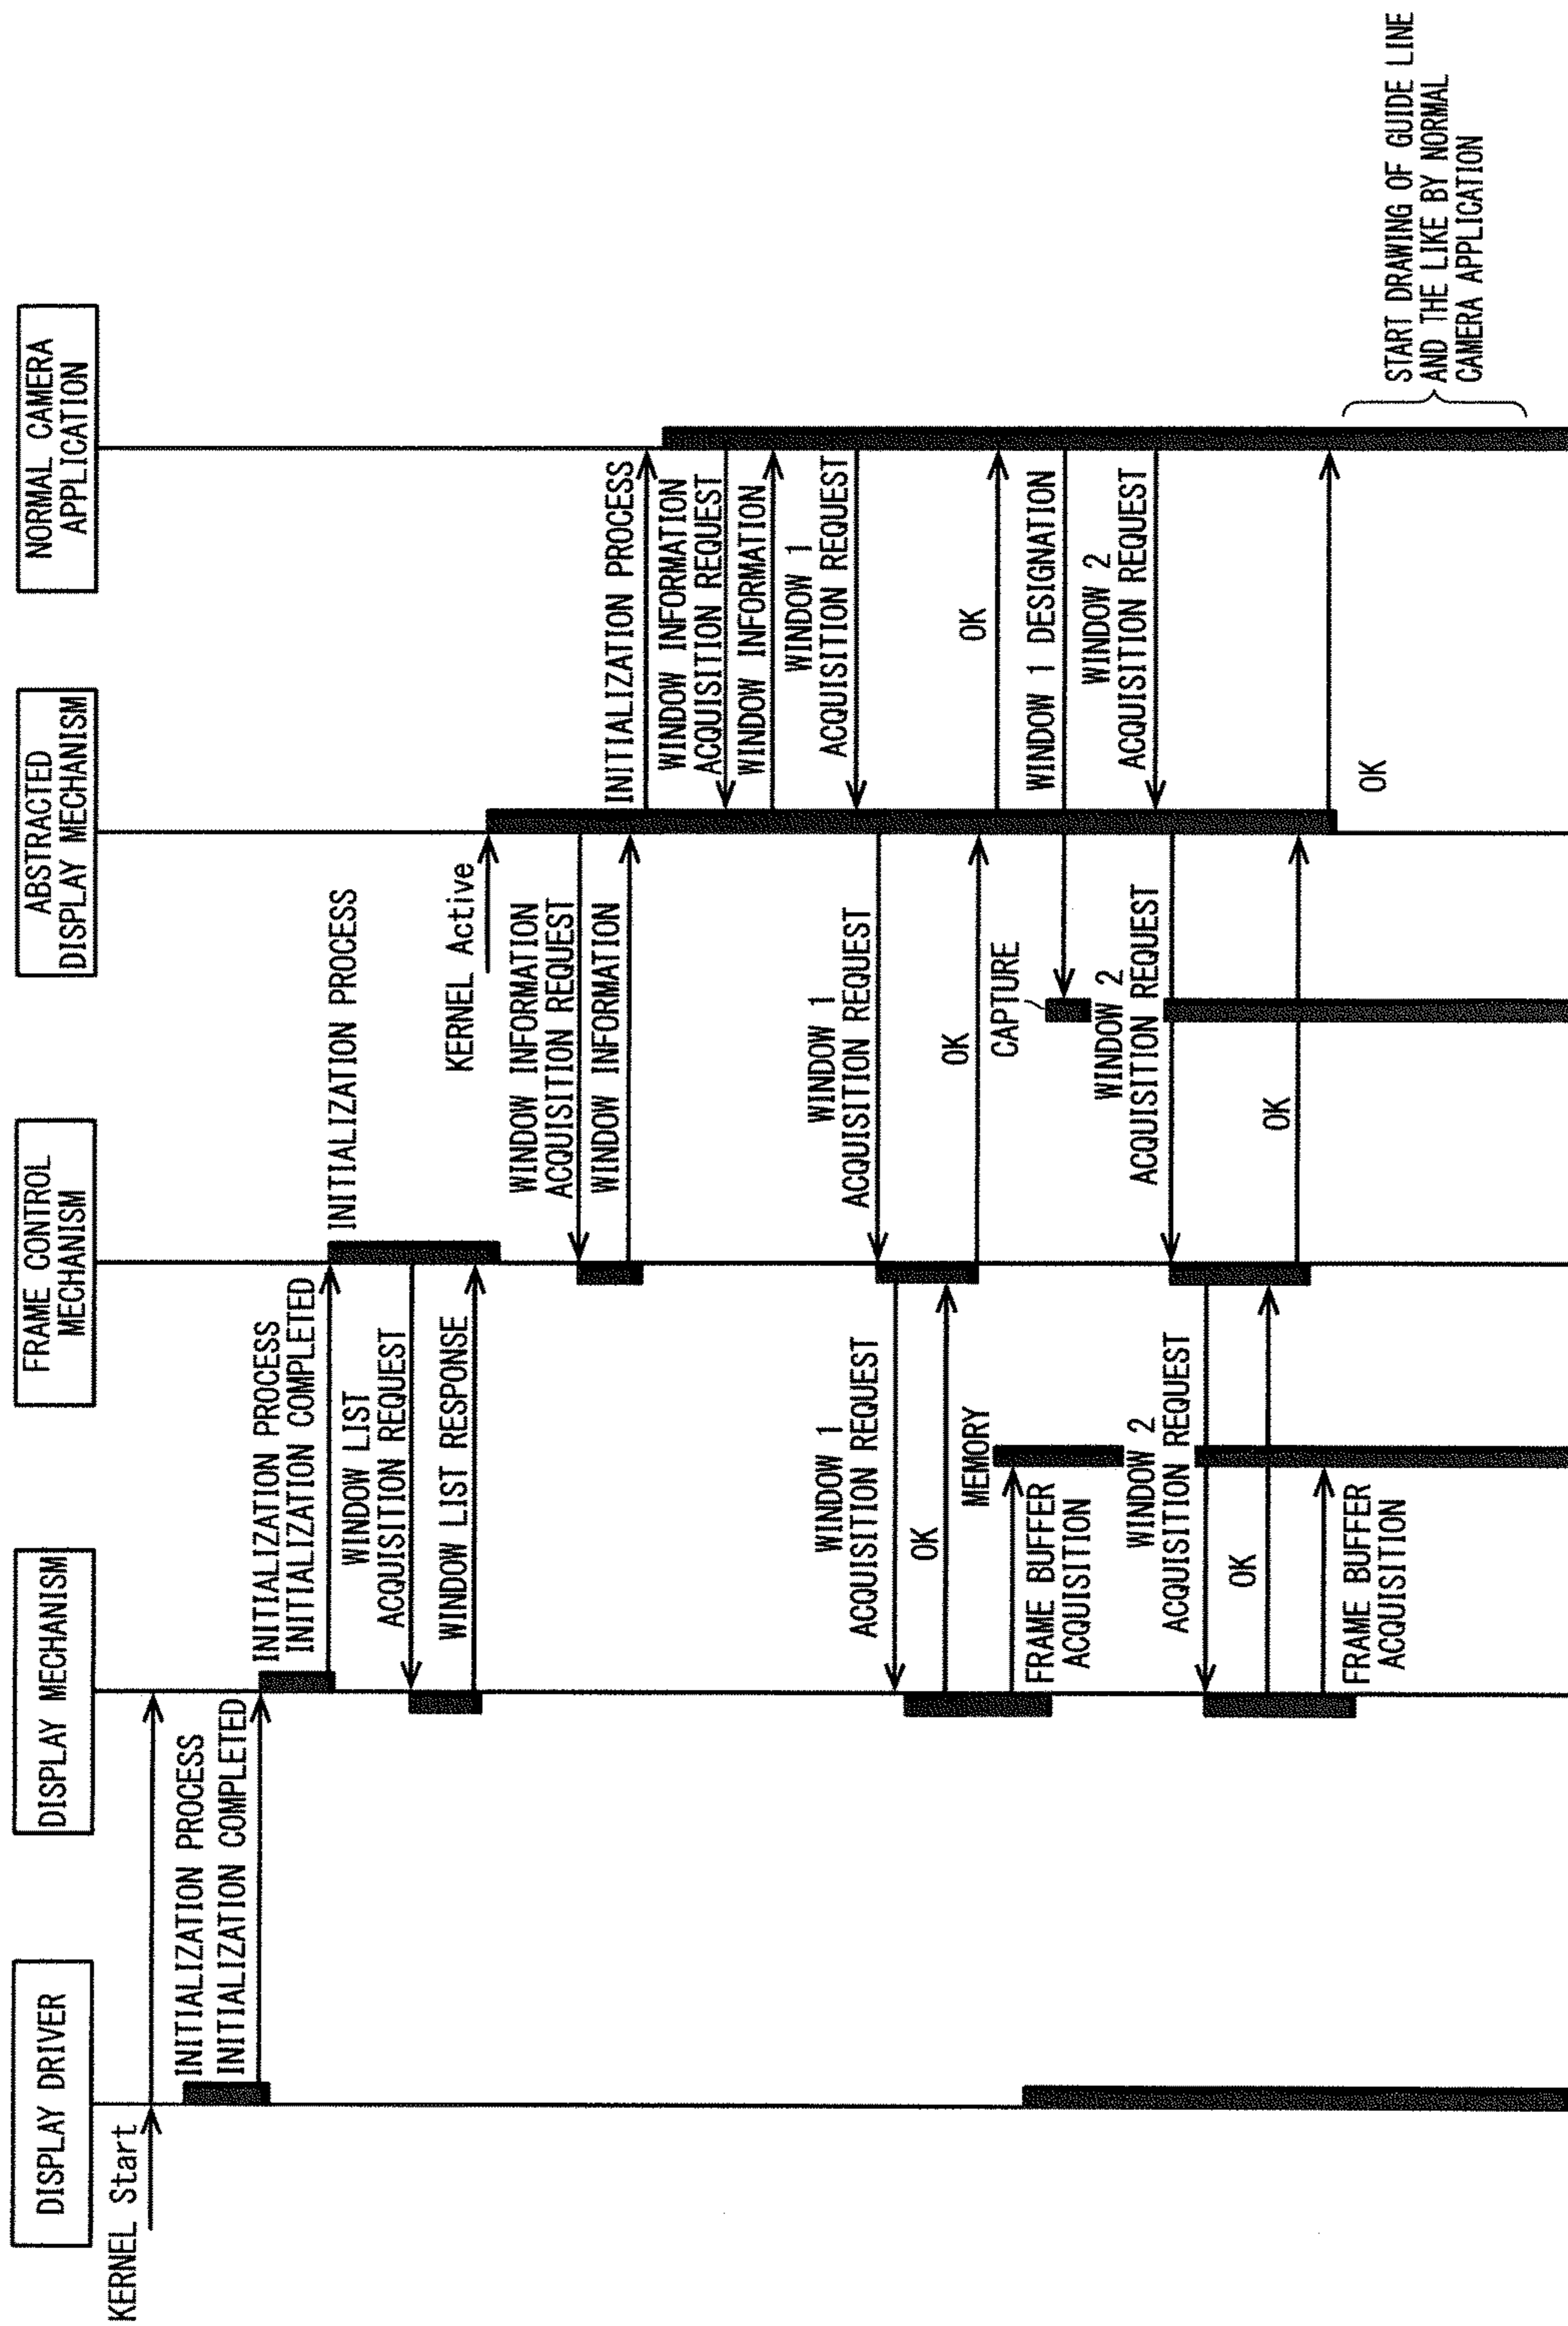 DISPLAY DRIVER
DISPLAY MECHANISM
FRAME CONTROL
MECHANISM
ABSTRACTED
DISPLAY MECHANISM
NORMAL CAMERA
APPLICATION
KERNEL Start
INITIALIZATION PROCESS
INITIALIZATION COMPLETED
INITIALIZATION PROCESS
INITIALIZATION COMPLETED
INITIALIZATION PROCESS
WINDOW LIST
ACQUISITION REQUEST
WINDOW LIST RESPONSE
KERNEL Active
WINDOW INFORMATION
ACQUISITION REQUEST
WINDOW INFORMATION
INITIALIZATION PROCESS
WINDOW INFORMATION
ACQUISITION REQUEST
WINDOW INFORMATION
WINDOW 1
ACQUISITION REQUEST
WINDOW 1
ACQUISITION REQUEST
WINDOW 1
ACQUISITION REQUEST
OK
OK
OK
MEMORY
CAPTURE
FRAME BUFFER
ACQUISITION
WINDOW 1 DESIGNATION
WINDOW 2
ACQUISITION REQUEST
WINDOW 2
ACQUISITION REQUEST
WINDOW 2
ACQUISITION REQUEST
OK
OK
OK
FRAME BUFFER
ACQUISITION
START DRAWING OF GUIDE LINE
AND THE LIKE BY NORMAL
CAMERA APPLICATION